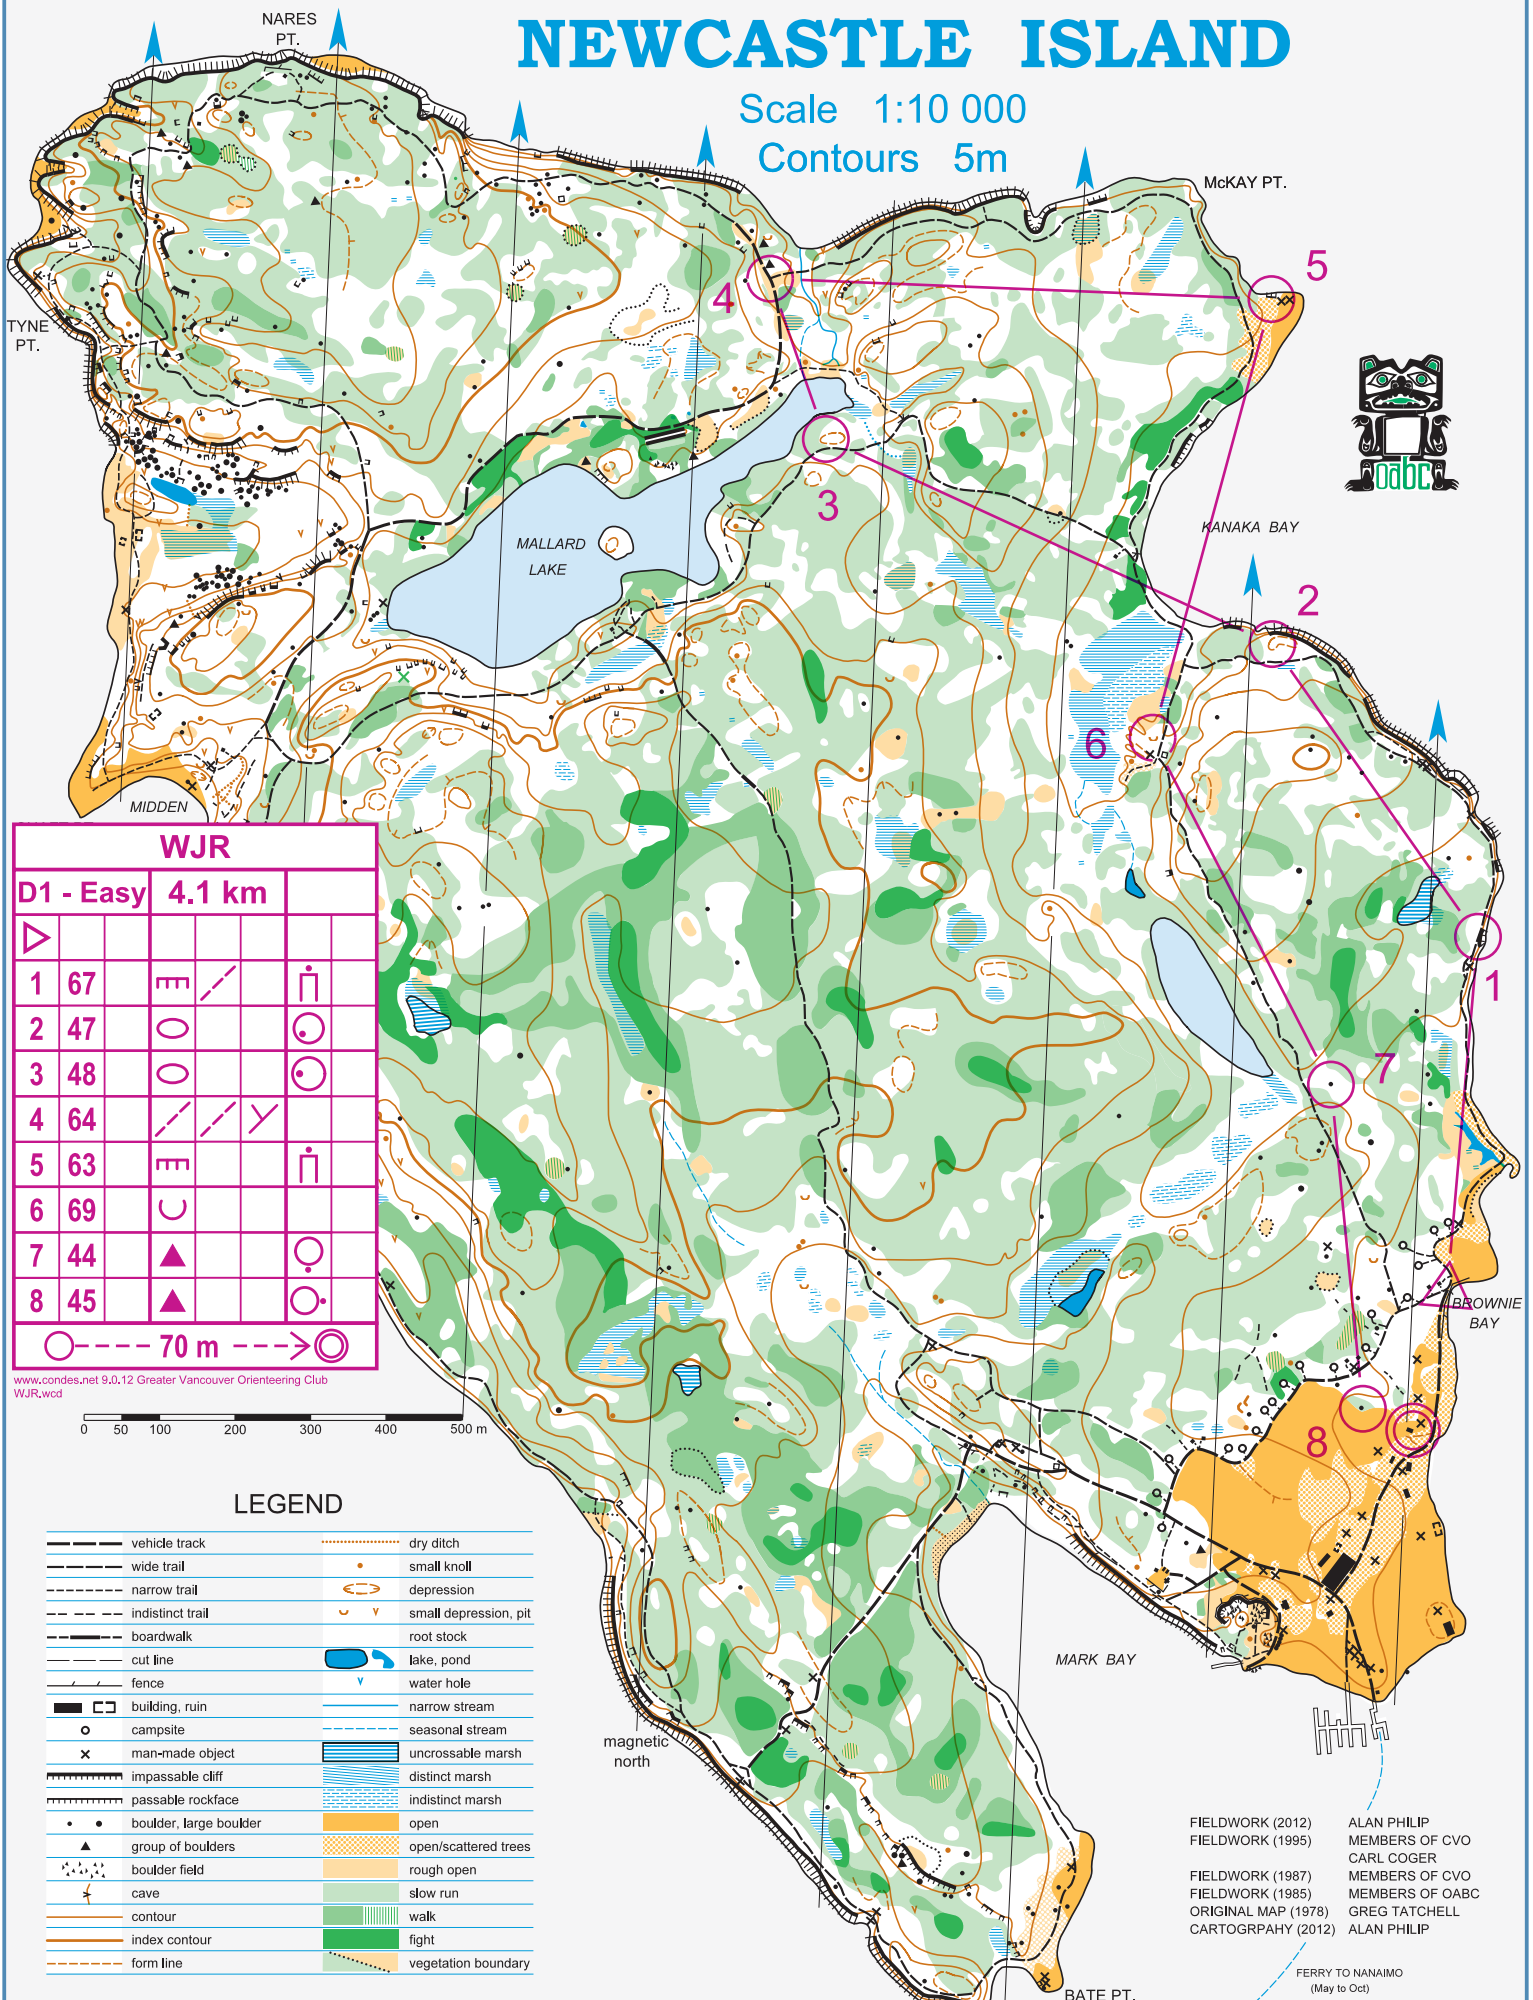 NEWCASTLE ISLAND
Scale 1:10 000
Contours 5m
NARES
PT.
McKAY PT.
TYNE
PT.
4
5
oabc
3
KANAKA BAY
MALLARD
LAKE
2
6
MIDDEN
1
7
BROWNIE
BAY
8
MARK BAY
magnetic
north
BATE PT.
WJR
D1 - Easy 4.1 km
1 67
2 47
3 48
4 64
5 63
6 69
7 44
8 45
70 m
www.condes.net 9.0.12 Greater Vancouver Orienteering Club
WJR.wcd
0 50 100 200 300 400 500 m
LEGEND
vehicle track
wide trail
narrow trail
indistinct trail
boardwalk
cut line
fence
building, ruin
campsite
man-made object
impassable cliff
passable rockface
boulder, large boulder
group of boulders
boulder field
cave
contour
index contour
form line
dry ditch
small knoll
depression
small depression, pit
root stock
lake, pond
water hole
narrow stream
seasonal stream
uncrossable marsh
distinct marsh
indistinct marsh
open
open/scattered trees
rough open
slow run
walk
fight
vegetation boundary
FIELDWORK (2012) ALAN PHILIP
FIELDWORK (1995) MEMBERS OF CVO
CARL COGER
FIELDWORK (1987) MEMBERS OF CVO
FIELDWORK (1985) MEMBERS OF OABC
ORIGINAL MAP (1978) GREG TATCHELL
CARTOGRPAHY (2012) ALAN PHILIP
FERRY TO NANAIMO
(May to Oct)